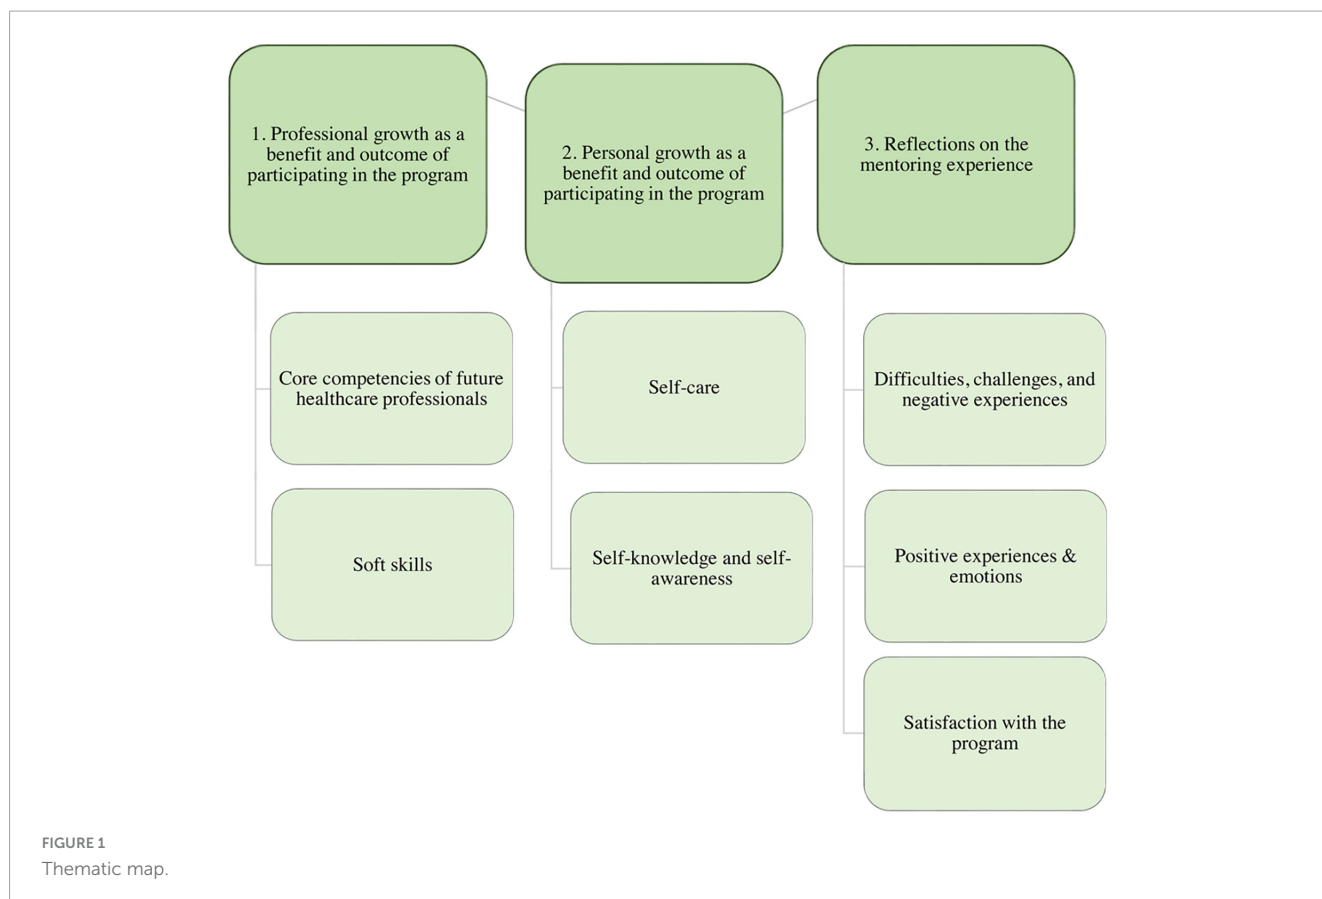 1. Professional growth as a
benefit and outcome of
participating in the program
2. Personal growth as a
benefit and outcome of
participating in the program
3. Reflections on the
mentoring experience
Core competencies of future
healthcare professionals
Soft skills
Self-care
Self-knowledge and self-
awareness
Difficulties, challenges, and
negative experiences
Positive experiences &
emotions
Satisfaction with the
program
FIGURE 1
Thematic map.